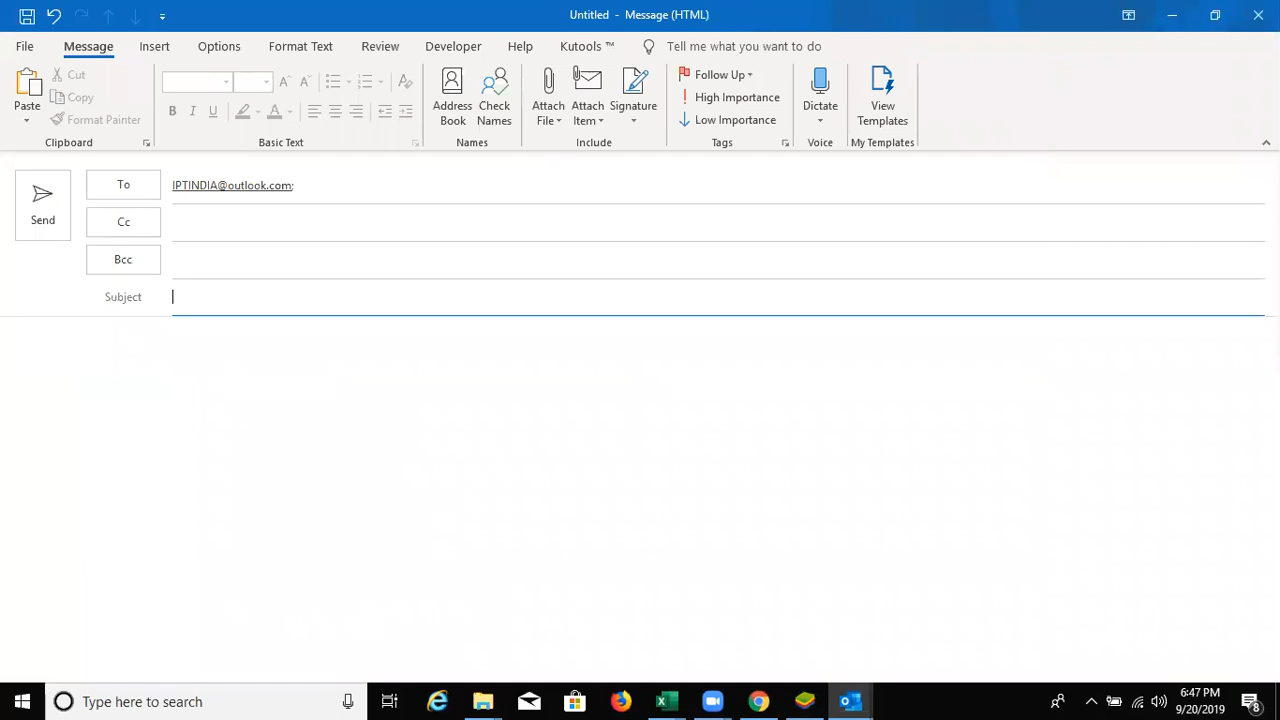 Untitled - Message (HTML)
File Message Insert Options Format Text Review Developer Help Kutools ™ Tell me what you want to do
Paste
Cut
Copy
Format Painter
Clipboard
B I U A
Basic Text
Address Book
Check Names
Names
Attach File
Attach Item
Signature
Include
Follow Up
High Importance
Low Importance
Tags
Dictate
Voice
View Templates
My Templates
Send
To IPTINDIA@outlook.com;
Cc
Bcc
Subject
Type here to search
6:47 PM
9/20/2019
8